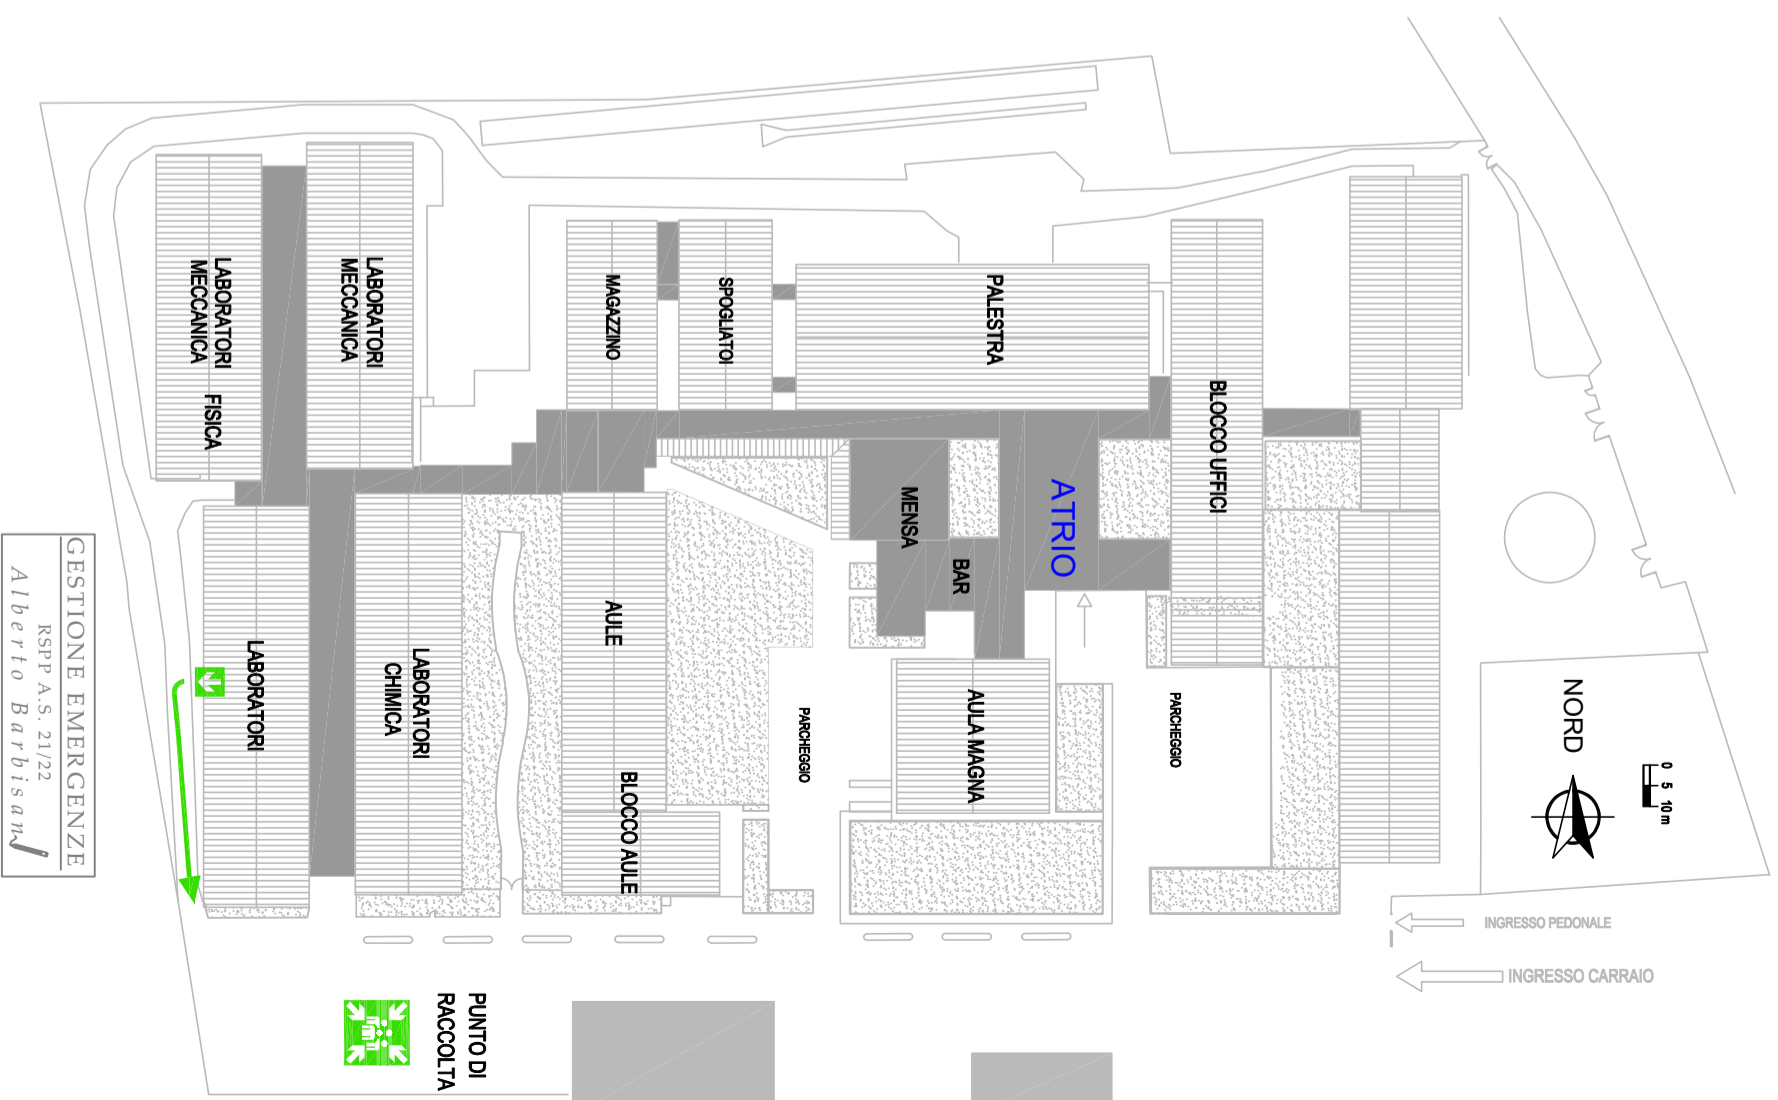 LABORATORI
MECCANICA
FISICA
LABORATORI
MECCANICA
MAGAZZINO
SPOGLIATOI
PALESTRA
BLOCCO UFFICI
MENSA
BAR
ATRIO
AULE
BLOCCO AULE
LABORATORI
LABORATORI
CHIMICA
PARCHEGGIO
AULA MAGNA
PARCHEGGIO
NORD
0 5 10 m
INGRESSO PEDONALE
INGRESSO CARRAIO
PUNTO DI
RACCOLTA
GESTIONE EMERGENZE
RSPP A.S. 21/22
Alberto Barbisan